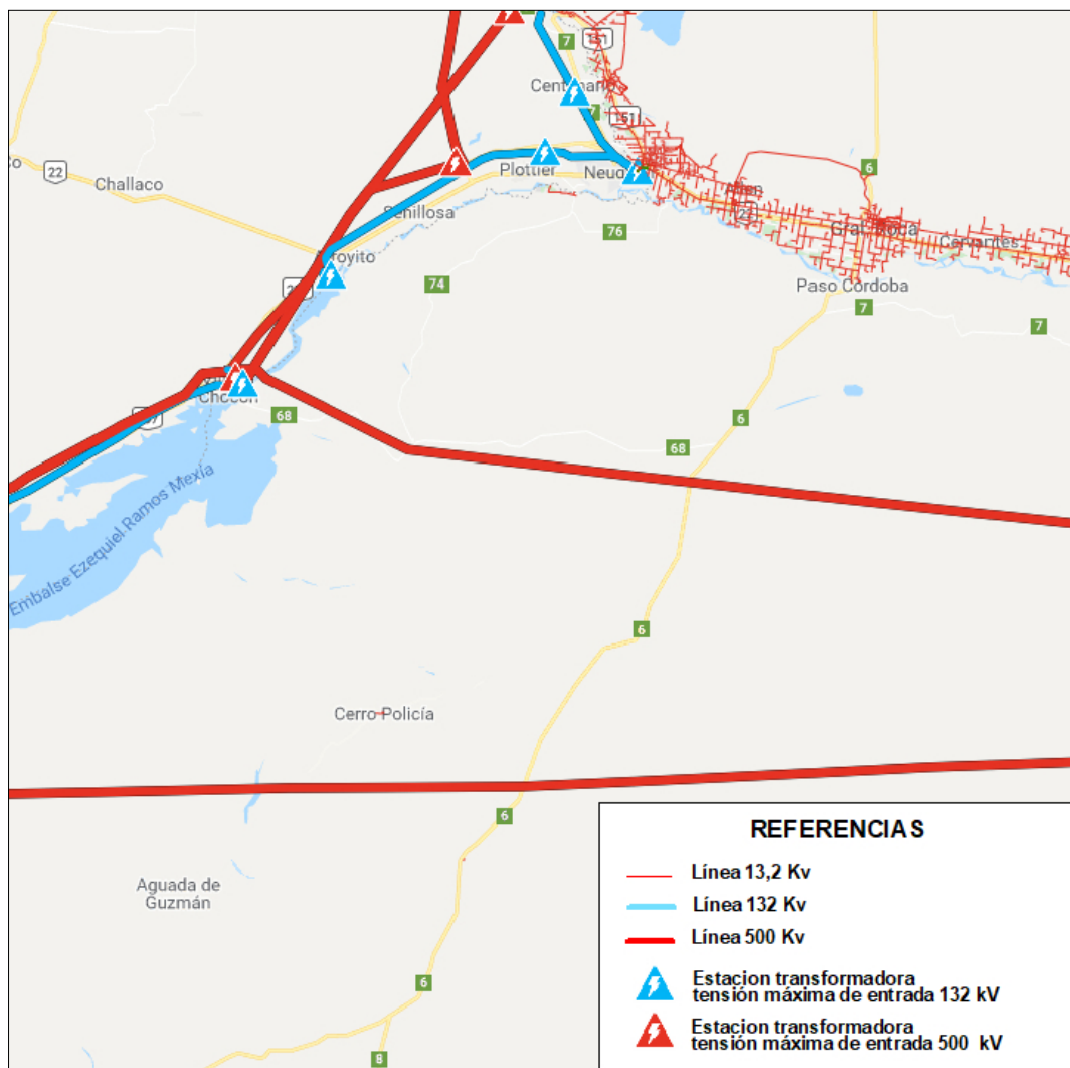 151
7
Centenario
7
151
22
Challaco
Plottier
Neuq
Allen
6
22
Senillosa
76
Gral. Roca
Cervantes
Arroyito
74
Paso Córdoba
7
7
Chocón
68
6
68
Embalse Ezequiel Ramos Mexía
6
Cerro Policía
6
Aguada de
Guzmán
6
8
REFERENCIAS
Línea 13,2 Kv
Línea 132 Kv
Línea 500 Kv
Estacion transformadora
tensión máxima de entrada 132 kV
Estacion transformadora
tensión máxima de entrada 500 kV